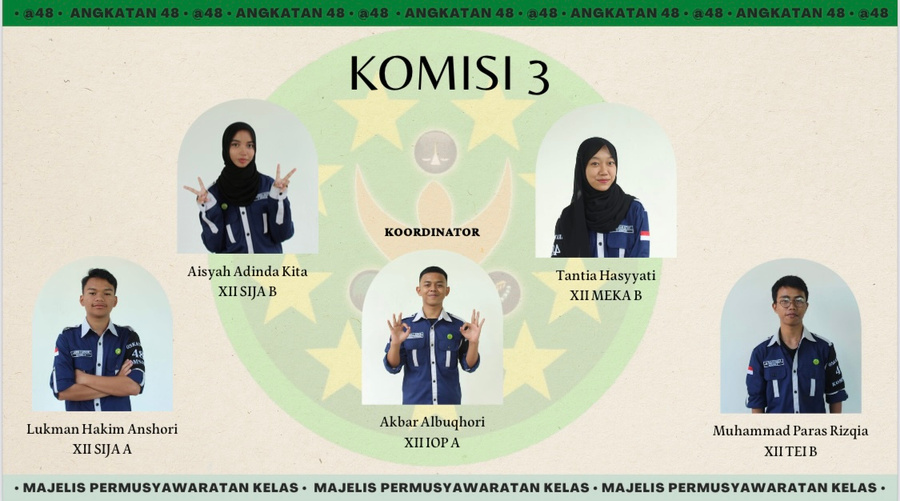 • @48 • ANGKATAN 48 • @48 • ANGKATAN 48 • @48 • ANGKATAN 48 • @48 • ANGKATAN 48 • @48 • ANGKATAN 48 • @48
KOMISI 3
KOORDINATOR
Aisyah Adinda Kita
XII SIJA B
Tantia Hasyyati
XII MEKA B
Lukman Hakim Anshori
XII SIJA A
Akbar Albuqhori
XII IOP A
Muhammad Paras Rizqia
XII TEI B
• MAJELIS PERMUSYAWARATAN KELAS • MAJELIS PERMUSYAWARATAN KELAS • MAJELIS PERMUSYAWARATAN KELAS •